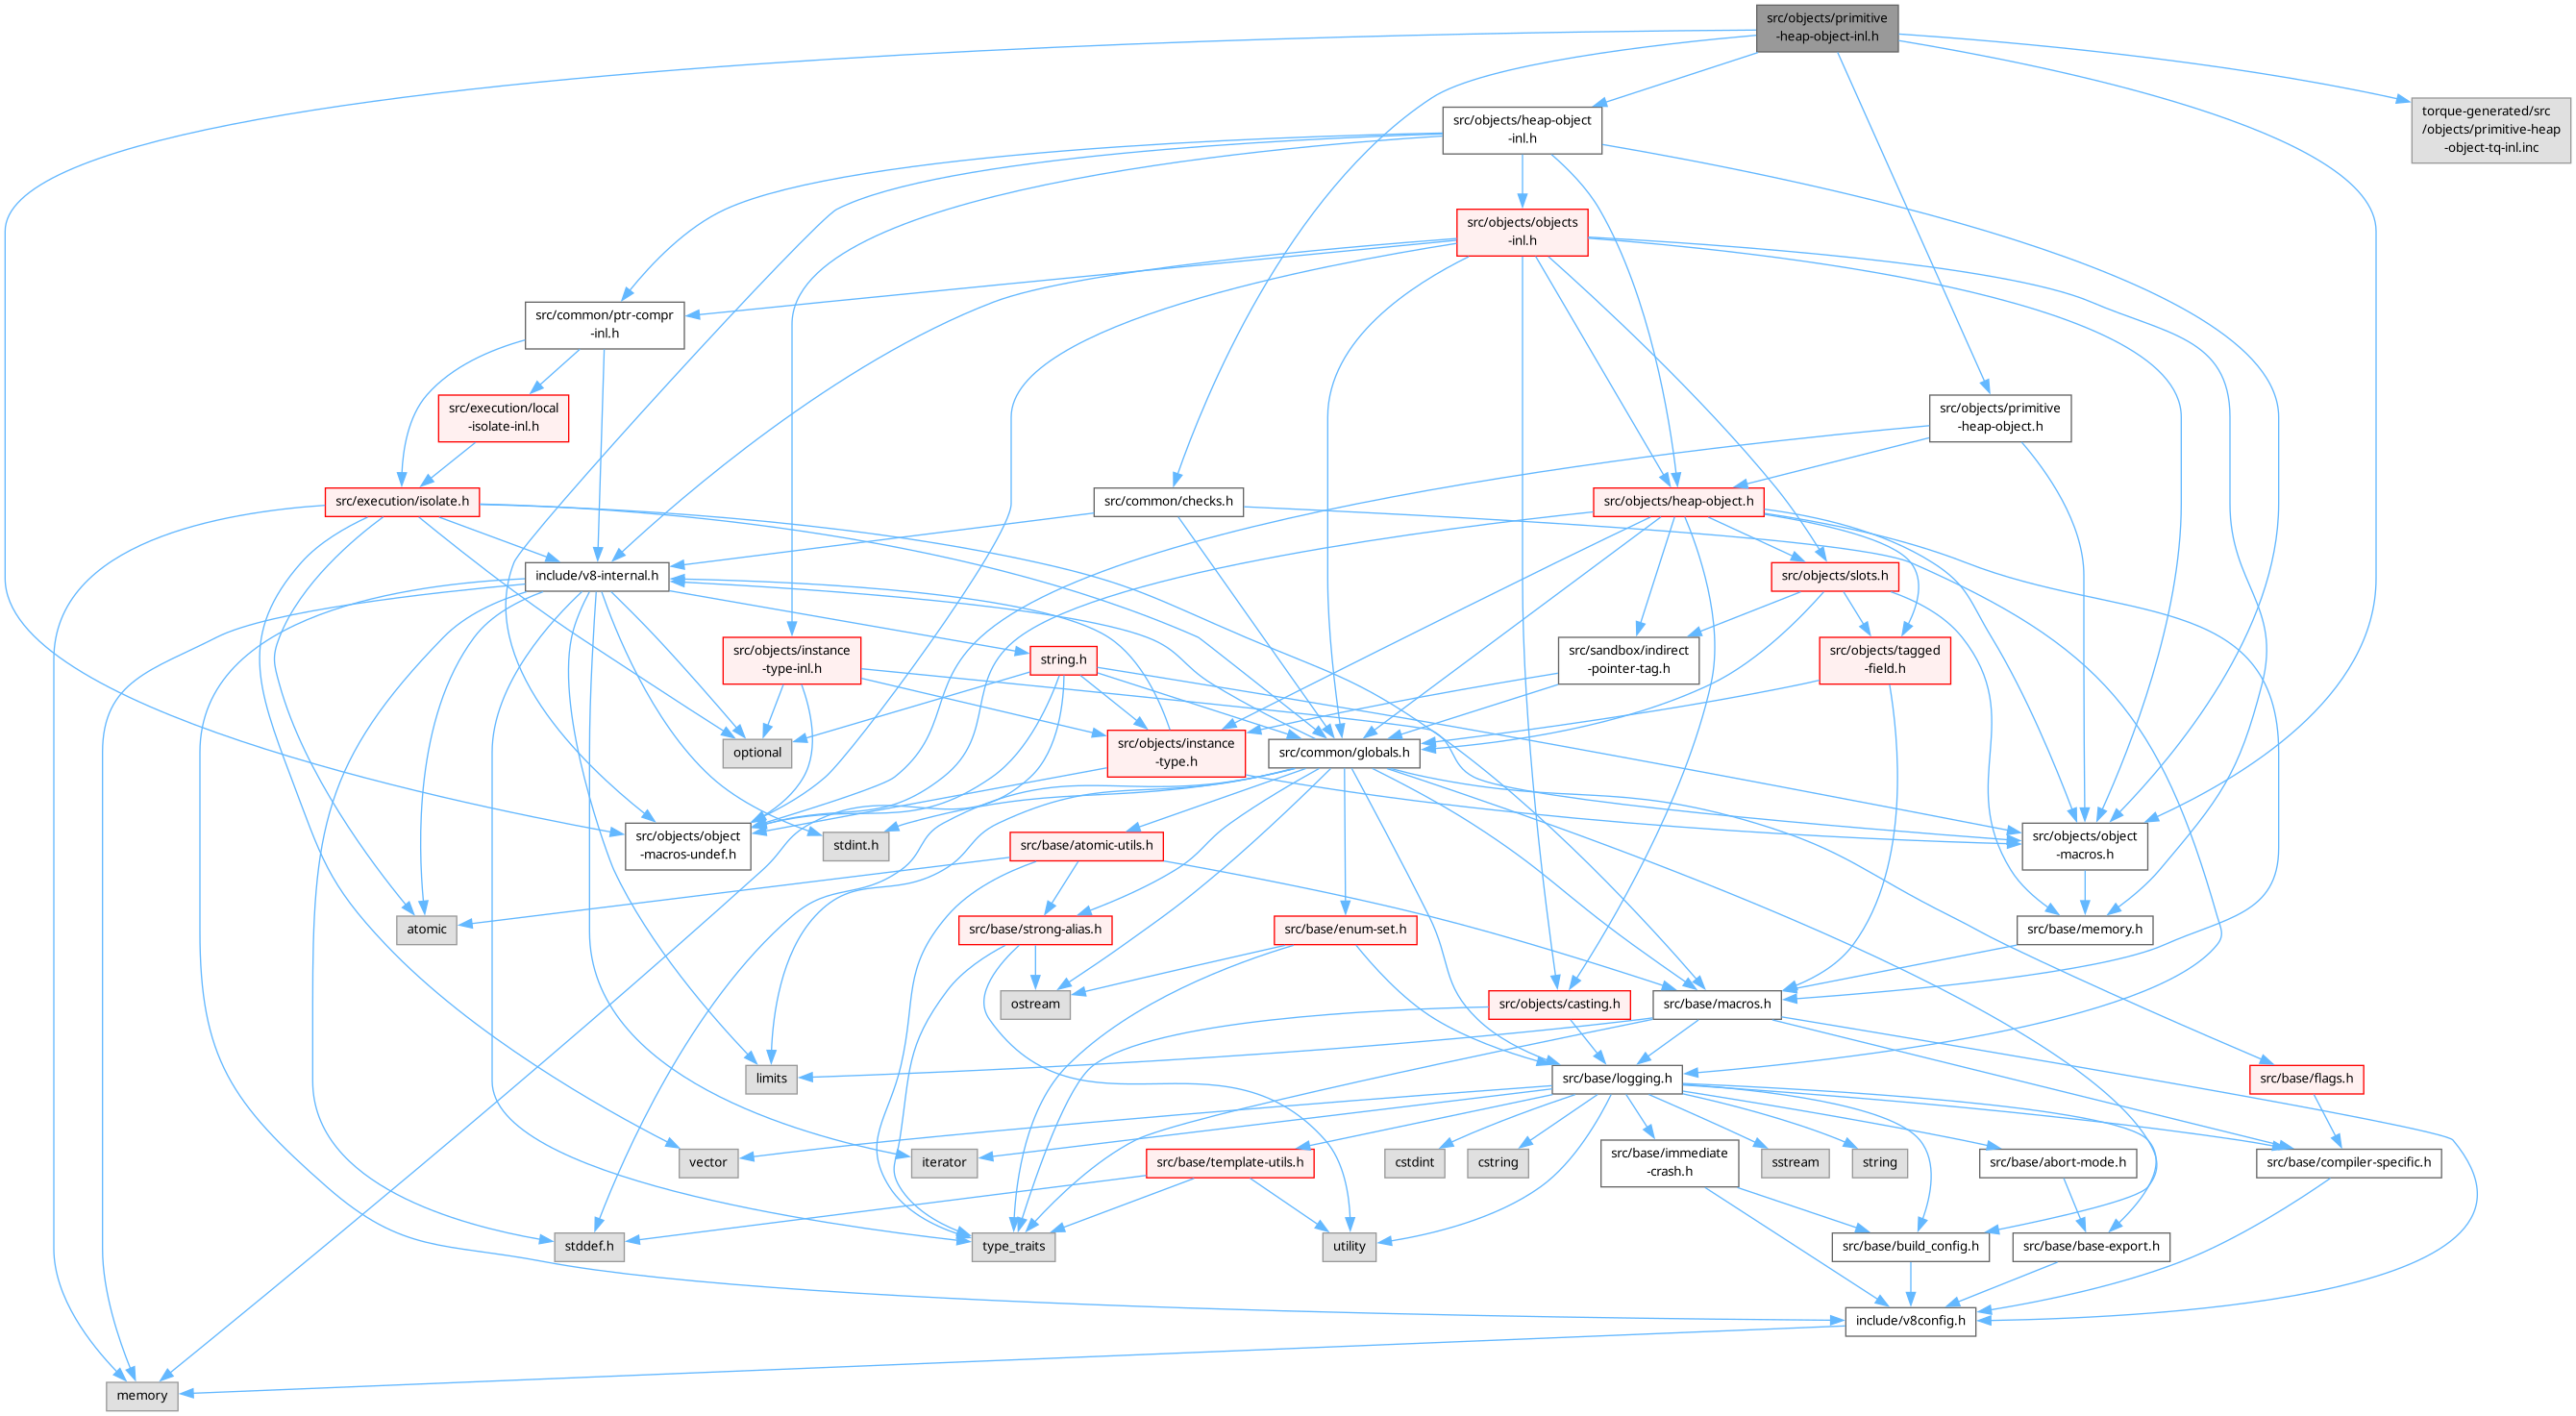 src/objects/primitive
-heap-object-inl.h
torque-generated/src
/objects/primitive-heap
-object-tq-inl.inc
src/objects/heap-object
-inl.h
src/objects/objects
-inl.h
src/common/ptr-compr
-inl.h
src/execution/local
-isolate-inl.h
src/objects/primitive
-heap-object.h
src/execution/isolate.h
src/common/checks.h
src/objects/heap-object.h
include/v8-internal.h
src/objects/slots.h
src/objects/instance
-type-inl.h
string.h
src/sandbox/indirect
-pointer-tag.h
src/objects/tagged
-field.h
optional
src/objects/instance
-type.h
src/common/globals.h
src/objects/object
-macros-undef.h
stdint.h
src/base/atomic-utils.h
src/objects/object
-macros.h
atomic
src/base/strong-alias.h
src/base/enum-set.h
src/base/memory.h
ostream
src/objects/casting.h
src/base/macros.h
limits
src/base/logging.h
src/base/flags.h
vector
iterator
src/base/template-utils.h
cstdint
cstring
src/base/immediate
-crash.h
sstream
string
src/base/abort-mode.h
src/base/compiler-specific.h
stddef.h
type_traits
utility
src/base/build_config.h
src/base/base-export.h
include/v8config.h
memory